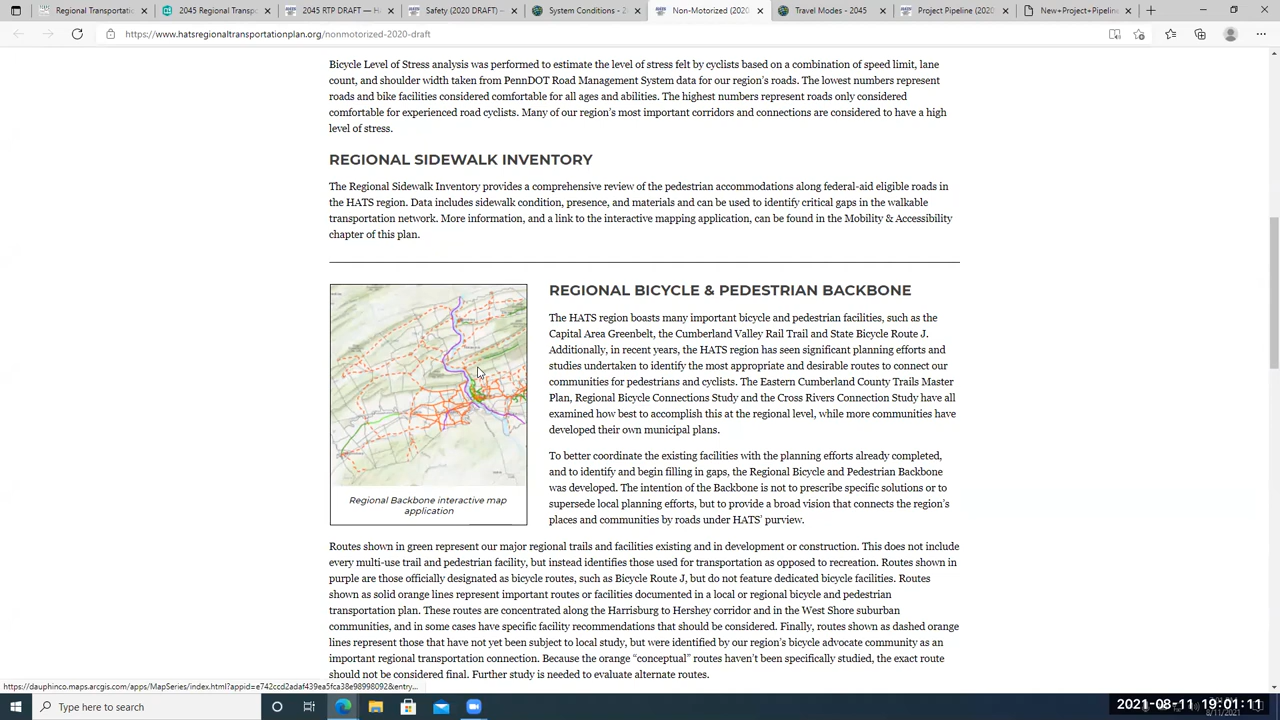 Regional Transportatio
2045 Regional Transp
2045 RTP DRAFT — H
Safety (2020 DRAFT) —
System Conditions - 20
Non-Motorized (2020
Travel Modes - 2045
Project Pipeline (2020
New+Project+Pipelin
https://www.hatsregionaltransportationplan.org/nonmotorized-2020-draft
Bicycle Level of Stress analysis was performed to estimate the level of stress felt by cyclists based on a combination of speed limit, lane
count, and shoulder width taken from PennDOT Road Management System data for our region's roads. The lowest numbers represent
roads and bike facilities considered comfortable for all ages and abilities. The highest numbers represent roads only considered
comfortable for experienced road cyclists. Many of our region's most important corridors and connections are considered to have a high
level of stress.
REGIONAL SIDEWALK INVENTORY
The Regional Sidewalk Inventory provides a comprehensive review of the pedestrian accommodations along federal-aid eligible roads in
the HATS region. Data includes sidewalk condition, presence, and materials and can be used to identify critical gaps in the walkable
transportation network. More information, and a link to the interactive mapping application, can be found in the Mobility & Accessibility
chapter of this plan.
REGIONAL BICYCLE & PEDESTRIAN BACKBONE
The HATS region boasts many important bicycle and pedestrian facilities, such as the
Capital Area Greenbelt, the Cumberland Valley Rail Trail and State Bicycle Route J.
Additionally, in recent years, the HATS region has seen significant planning efforts and
studies undertaken to identify the most appropriate and desirable routes to connect our
communities for pedestrians and cyclists. The Eastern Cumberland County Trails Master
Plan, Regional Bicycle Connections Study and the Cross Rivers Connection Study have all
examined how best to accomplish this at the regional level, while more communities have
developed their own municipal plans.
To better coordinate the existing facilities with the planning efforts already completed,
and to identify and begin filling in gaps, the Regional Bicycle and Pedestrian Backbone
was developed. The intention of the Backbone is not to prescribe specific solutions or to
supersede local planning efforts, but to provide a broad vision that connects the region's
places and communities by roads under HATS' purview.
Regional Backbone interactive map
application
Routes shown in green represent our major regional trails and facilities existing and in development or construction. This does not include
every multi-use trail and pedestrian facility, but instead identifies those used for transportation as opposed to recreation. Routes shown in
purple are those officially designated as bicycle routes, such as Bicycle Route J, but do not feature dedicated bicycle facilities. Routes
shown as solid orange lines represent important routes or facilities documented in a local or regional bicycle and pedestrian
transportation plan. These routes are concentrated along the Harrisburg to Hershey corridor and in the West Shore suburban
communities, and in some cases have specific facility recommendations that should be considered. Finally, routes shown as dashed orange
lines represent those that have not yet been subject to local study, but were identified by our region's bicycle advocate community as an
important regional transportation connection. Because the orange “conceptual” routes haven't been specifically studied, the exact route
should not be considered final. Further study is needed to evaluate alternate routes.
https://dauphinco.maps.arcgis.com/apps/MapSeries/index.html?appid=e742ccd2adaf439ea5fca38e98998092&entry...
Type here to search
2021-08-11 19:01:11